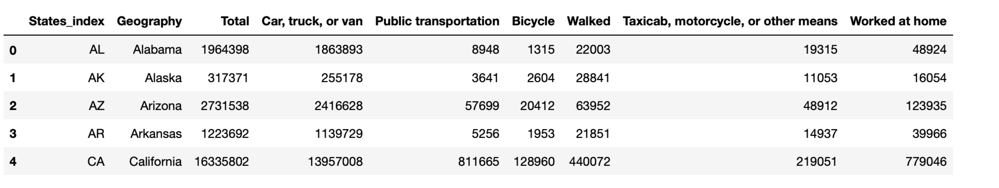 States_index Geography Total Car, truck, or van Public transportation Bicycle Walked Taxicab, motorcycle, or other means Worked at home
0 AL Alabama 1964398 1863893 8948 1315 22003 19315 48924
1 AK Alaska 317371 255178 3641 2604 28841 11053 16054
2 AZ Arizona 2731538 2416628 57699 20412 63952 48912 123935
3 AR Arkansas 1223692 1139729 5256 1953 21851 14937 39966
4 CA California 16335802 13957008 811665 128960 440072 219051 779046